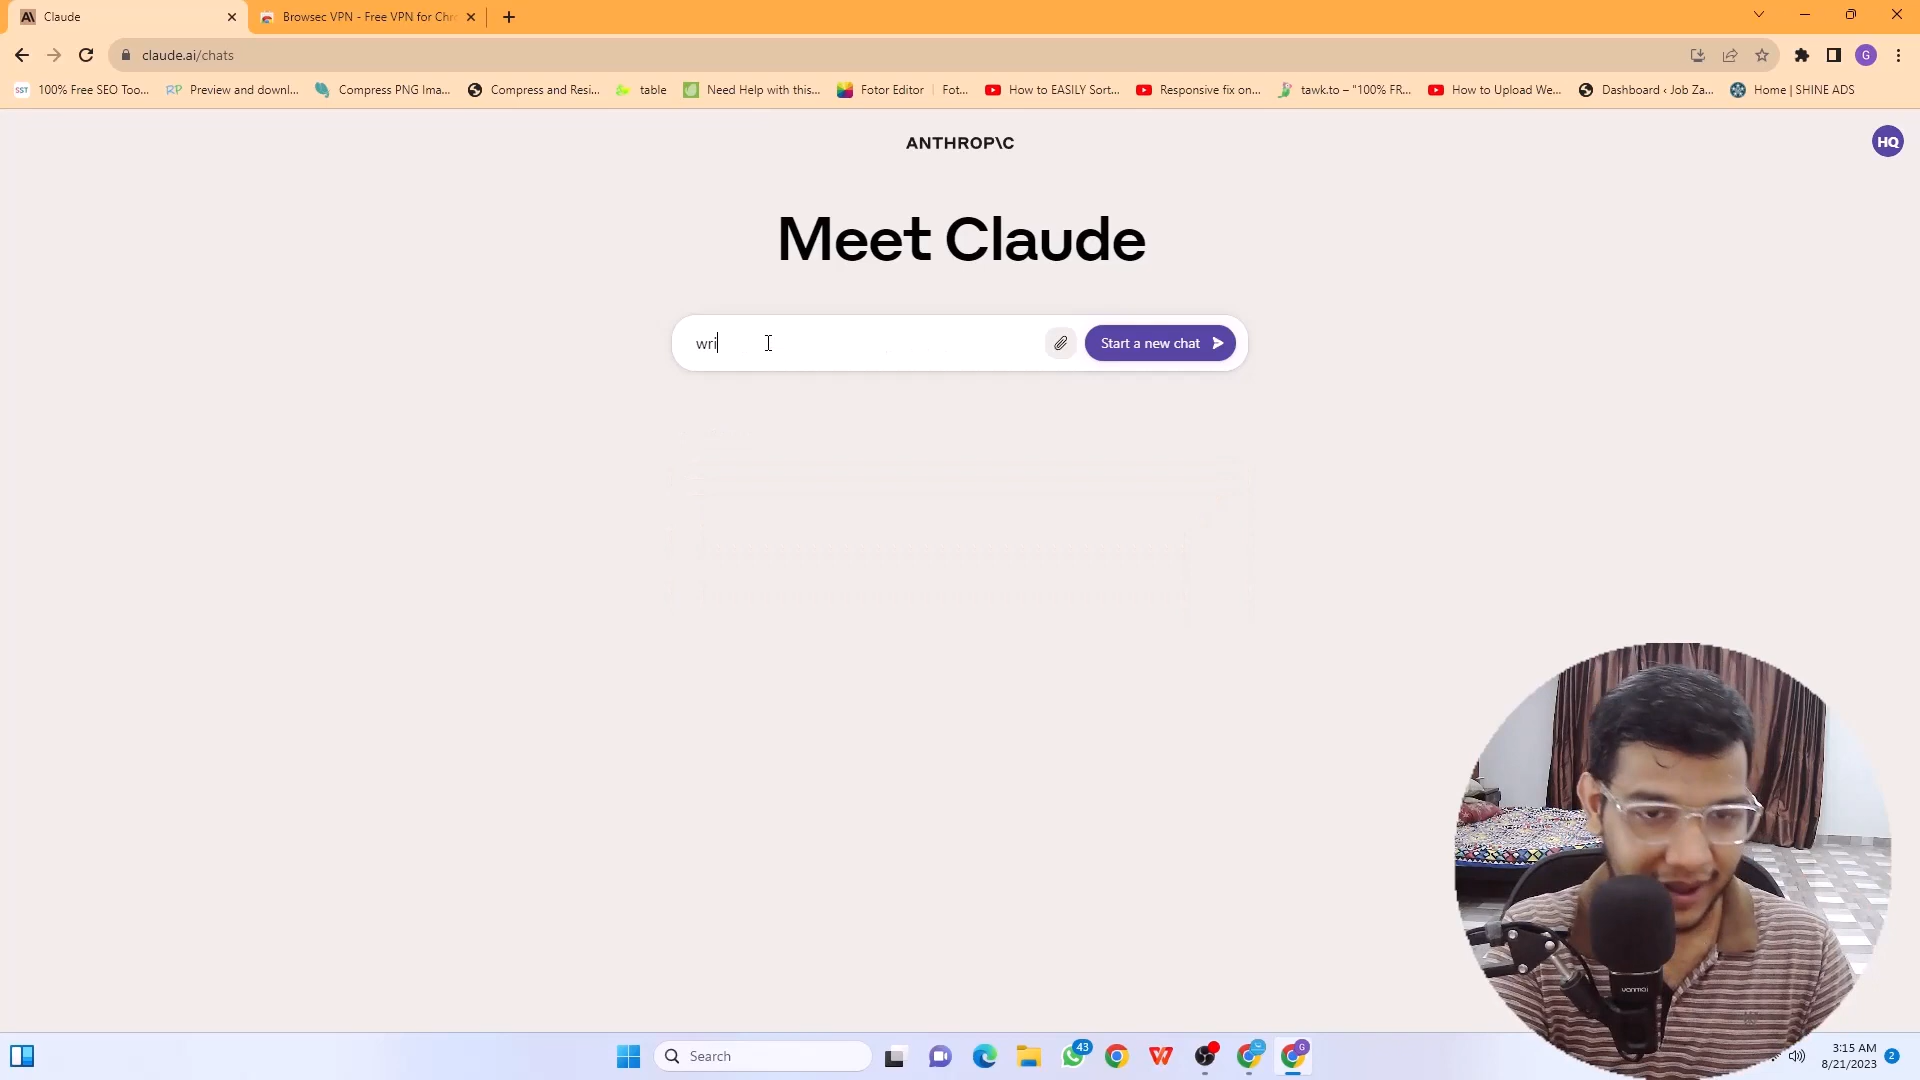 Claude
Browsec VPN - Free VPN for Chr
claude.ai/chats
G
SST 100% Free SEO Too...
RP Preview and downl...
Compress PNG Ima...
Compress and Resi...
table
Need Help with this...
Fotor Editor
Fot...
How to EASILY Sort...
Responsive fix on...
tawk.to – "100% FR...
How to Upload We...
Dashboard ‹ Job Za...
Home | SHINE ADS
ANTHROP\C
HQ
Meet Claude
wri
Start a new chat
Search
43
G
3:15 AM
8/21/2023
2